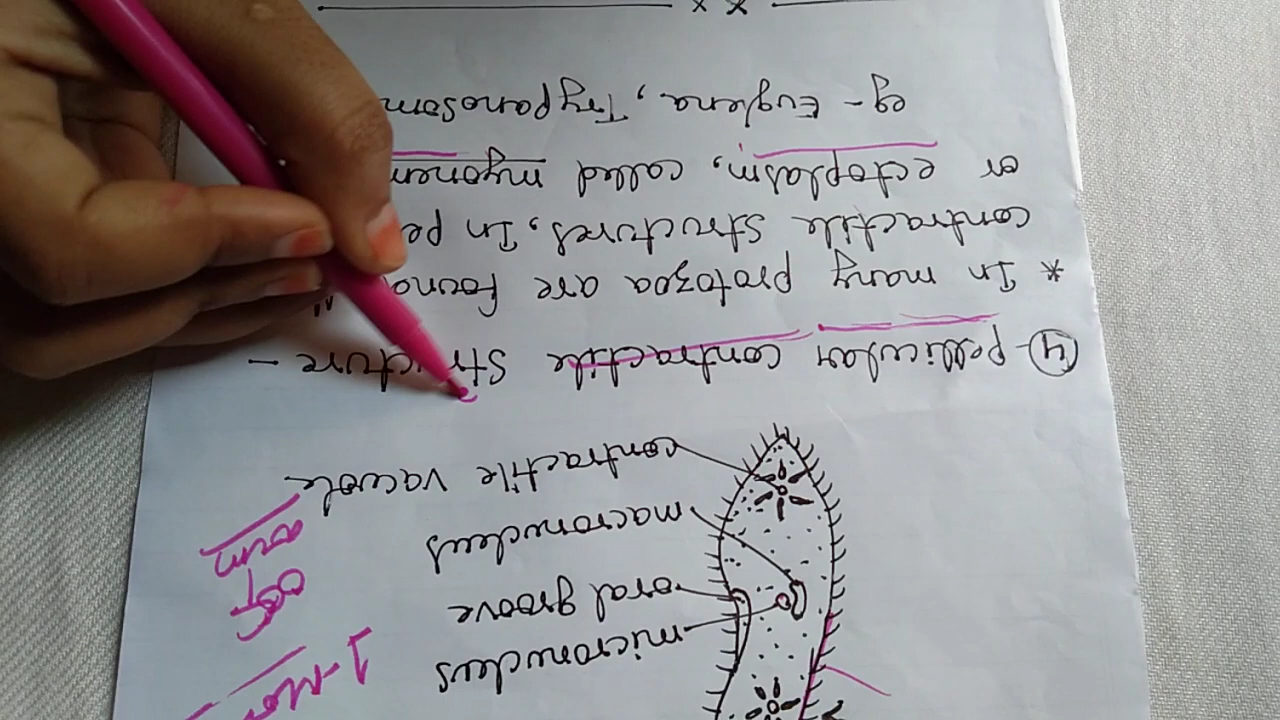 micronucleus
oral groove
macronucleus
contractile vacuole
④ - Pellicular contractile structure -
* In many protozoa are found
contractile structures, In pe
or ectoplasm, called myonem
eg - Euglena, Trypanosom
x x